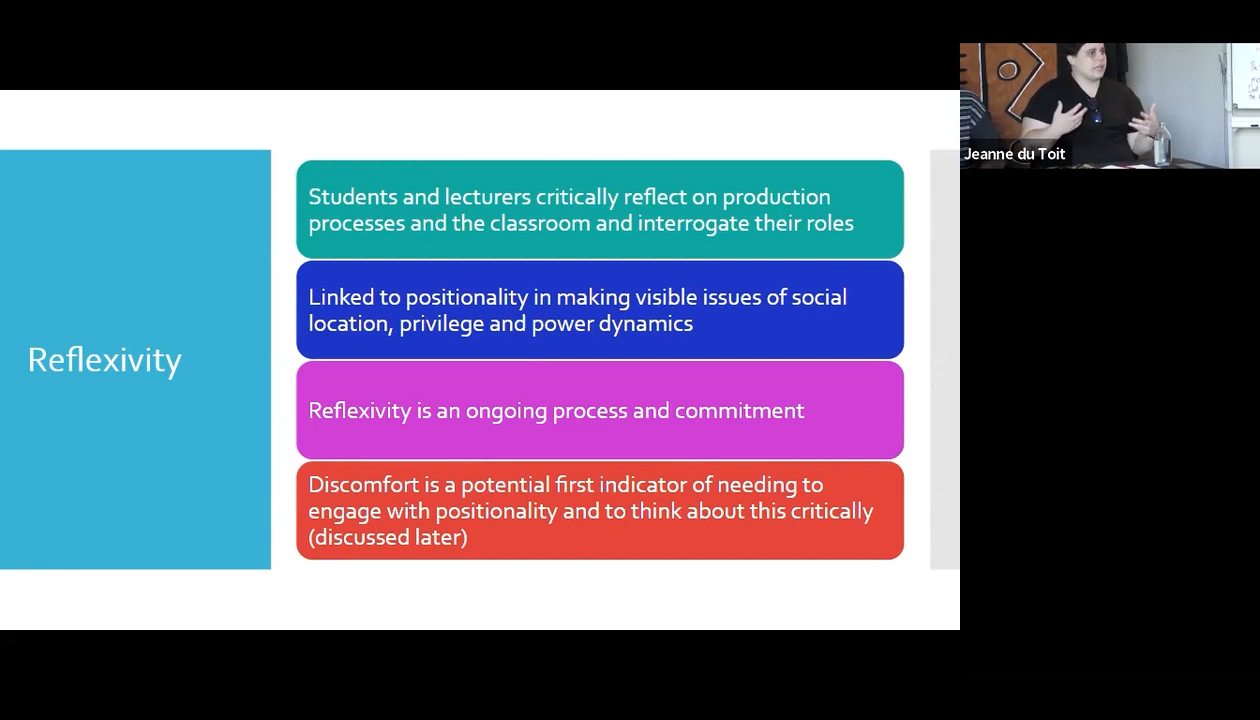 Jeanne du Toit
Reflexivity
Students and lecturers critically reflect on production
processes and the classroom and interrogate their roles
Linked to positionality in making visible issues of social
location, privilege and power dynamics
Reflexivity is an ongoing process and commitment
Discomfort is a potential first indicator of needing to
engage with positionality and to think about this critically
(discussed later)